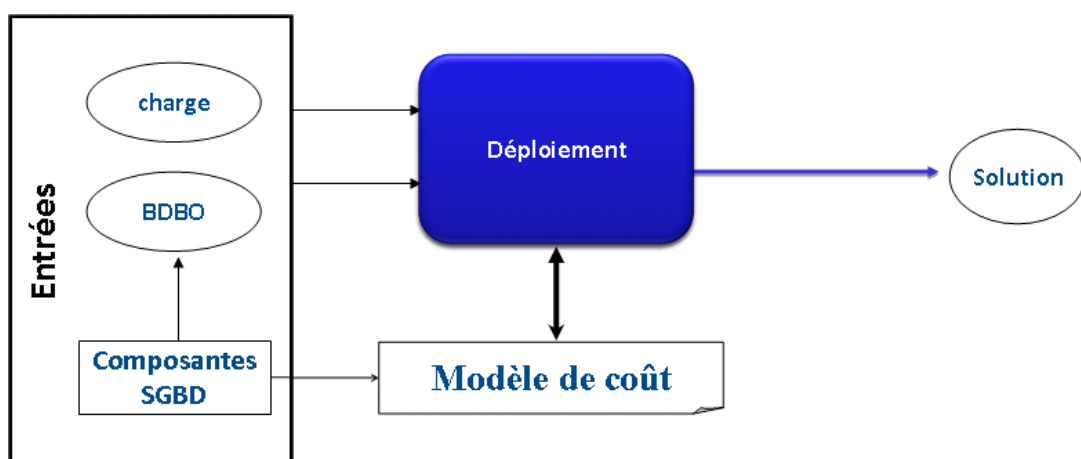 Entrées
charge
BDBO
Composantes
SGBD
Déploiement
Modèle de coût
Solution